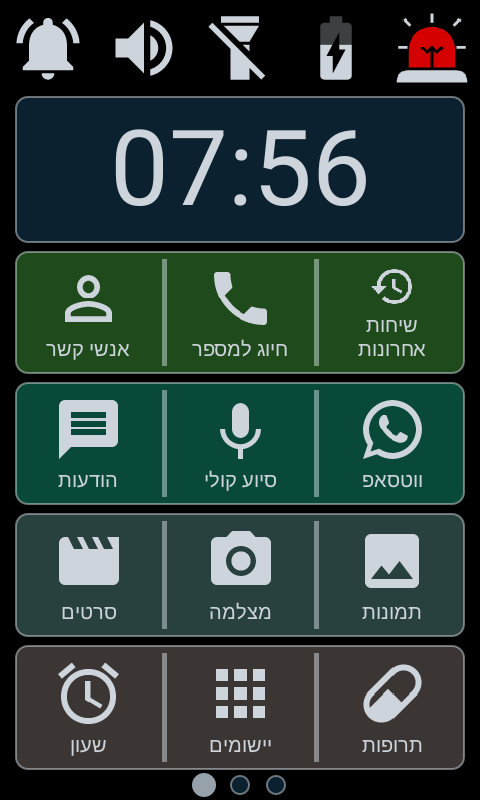 07:56
שיחות
אחרונות
חיוג למספר
אנשי קשר
ווטסאפ
סיוע קולי
הודעות
תמונות
מצלמה
סרטים
תרופות
יישומים
שעון